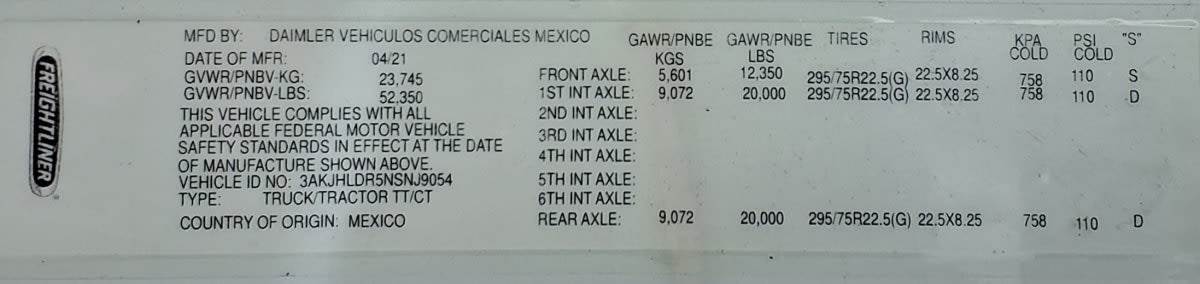 FREIGHTLINER
MFD BY: DAIMLER VEHICULOS COMERCIALES MEXICO
DATE OF MFR: 04/21
GVWR/PNBV-KG: 23,745
GVWR/PNBV-LBS: 52,350
THIS VEHICLE COMPLIES WITH ALL
APPLICABLE FEDERAL MOTOR VEHICLE
SAFETY STANDARDS IN EFFECT AT THE DATE
OF MANUFACTURE SHOWN ABOVE.
VEHICLE ID NO: 3AKJHLDR5NSNJ9054
TYPE: TRUCK/TRACTOR TT/CT
COUNTRY OF ORIGIN: MEXICO
GAWR/PNBE GAWR/PNBE TIRES RIMS KPA PSI "S"
KGS LBS COLD COLD
FRONT AXLE: 5,601 12,350 295/75R22.5(G) 22.5X8.25 758 110 S
1ST INT AXLE: 9,072 20,000 295/75R22.5(G) 22.5X8.25 758 110 D
2ND INT AXLE:
3RD INT AXLE:
4TH INT AXLE:
5TH INT AXLE:
6TH INT AXLE:
REAR AXLE: 9,072 20,000 295/75R22.5(G) 22.5X8.25 758 110 D